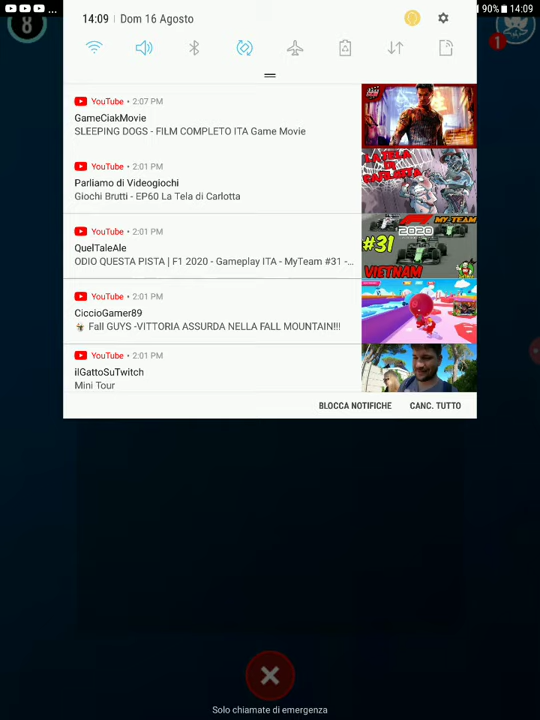 ...
90%
14:09
14:09
Dom 16 Agosto
8
1
YouTube • 2:07 PM
GameCiakMovie
SLEEPING DOGS - FILM COMPLETO ITA Game Movie
YouTube • 2:01 PM
Parliamo di Videogiochi
Giochi Brutti - EP60 La Tela di Carlotta
LA TELA
DI
CARLOTTA
YouTube • 2:01 PM
QuelTaleAle
ODIO QUESTA PISTA | F1 2020 - Gameplay ITA - MyTeam #31 -...
MY-TEAM
2020
#31
VIETNAM
YouTube • 2:01 PM
CiccioGamer89
Fall GUYS -VITTORIA ASSURDA NELLA FALL MOUNTAIN!!!
YouTube • 2:01 PM
ilGattoSuTwitch
Mini Tour
BLOCCA NOTIFICHE
CANC. TUTTO
Solo chiamate di emergenza